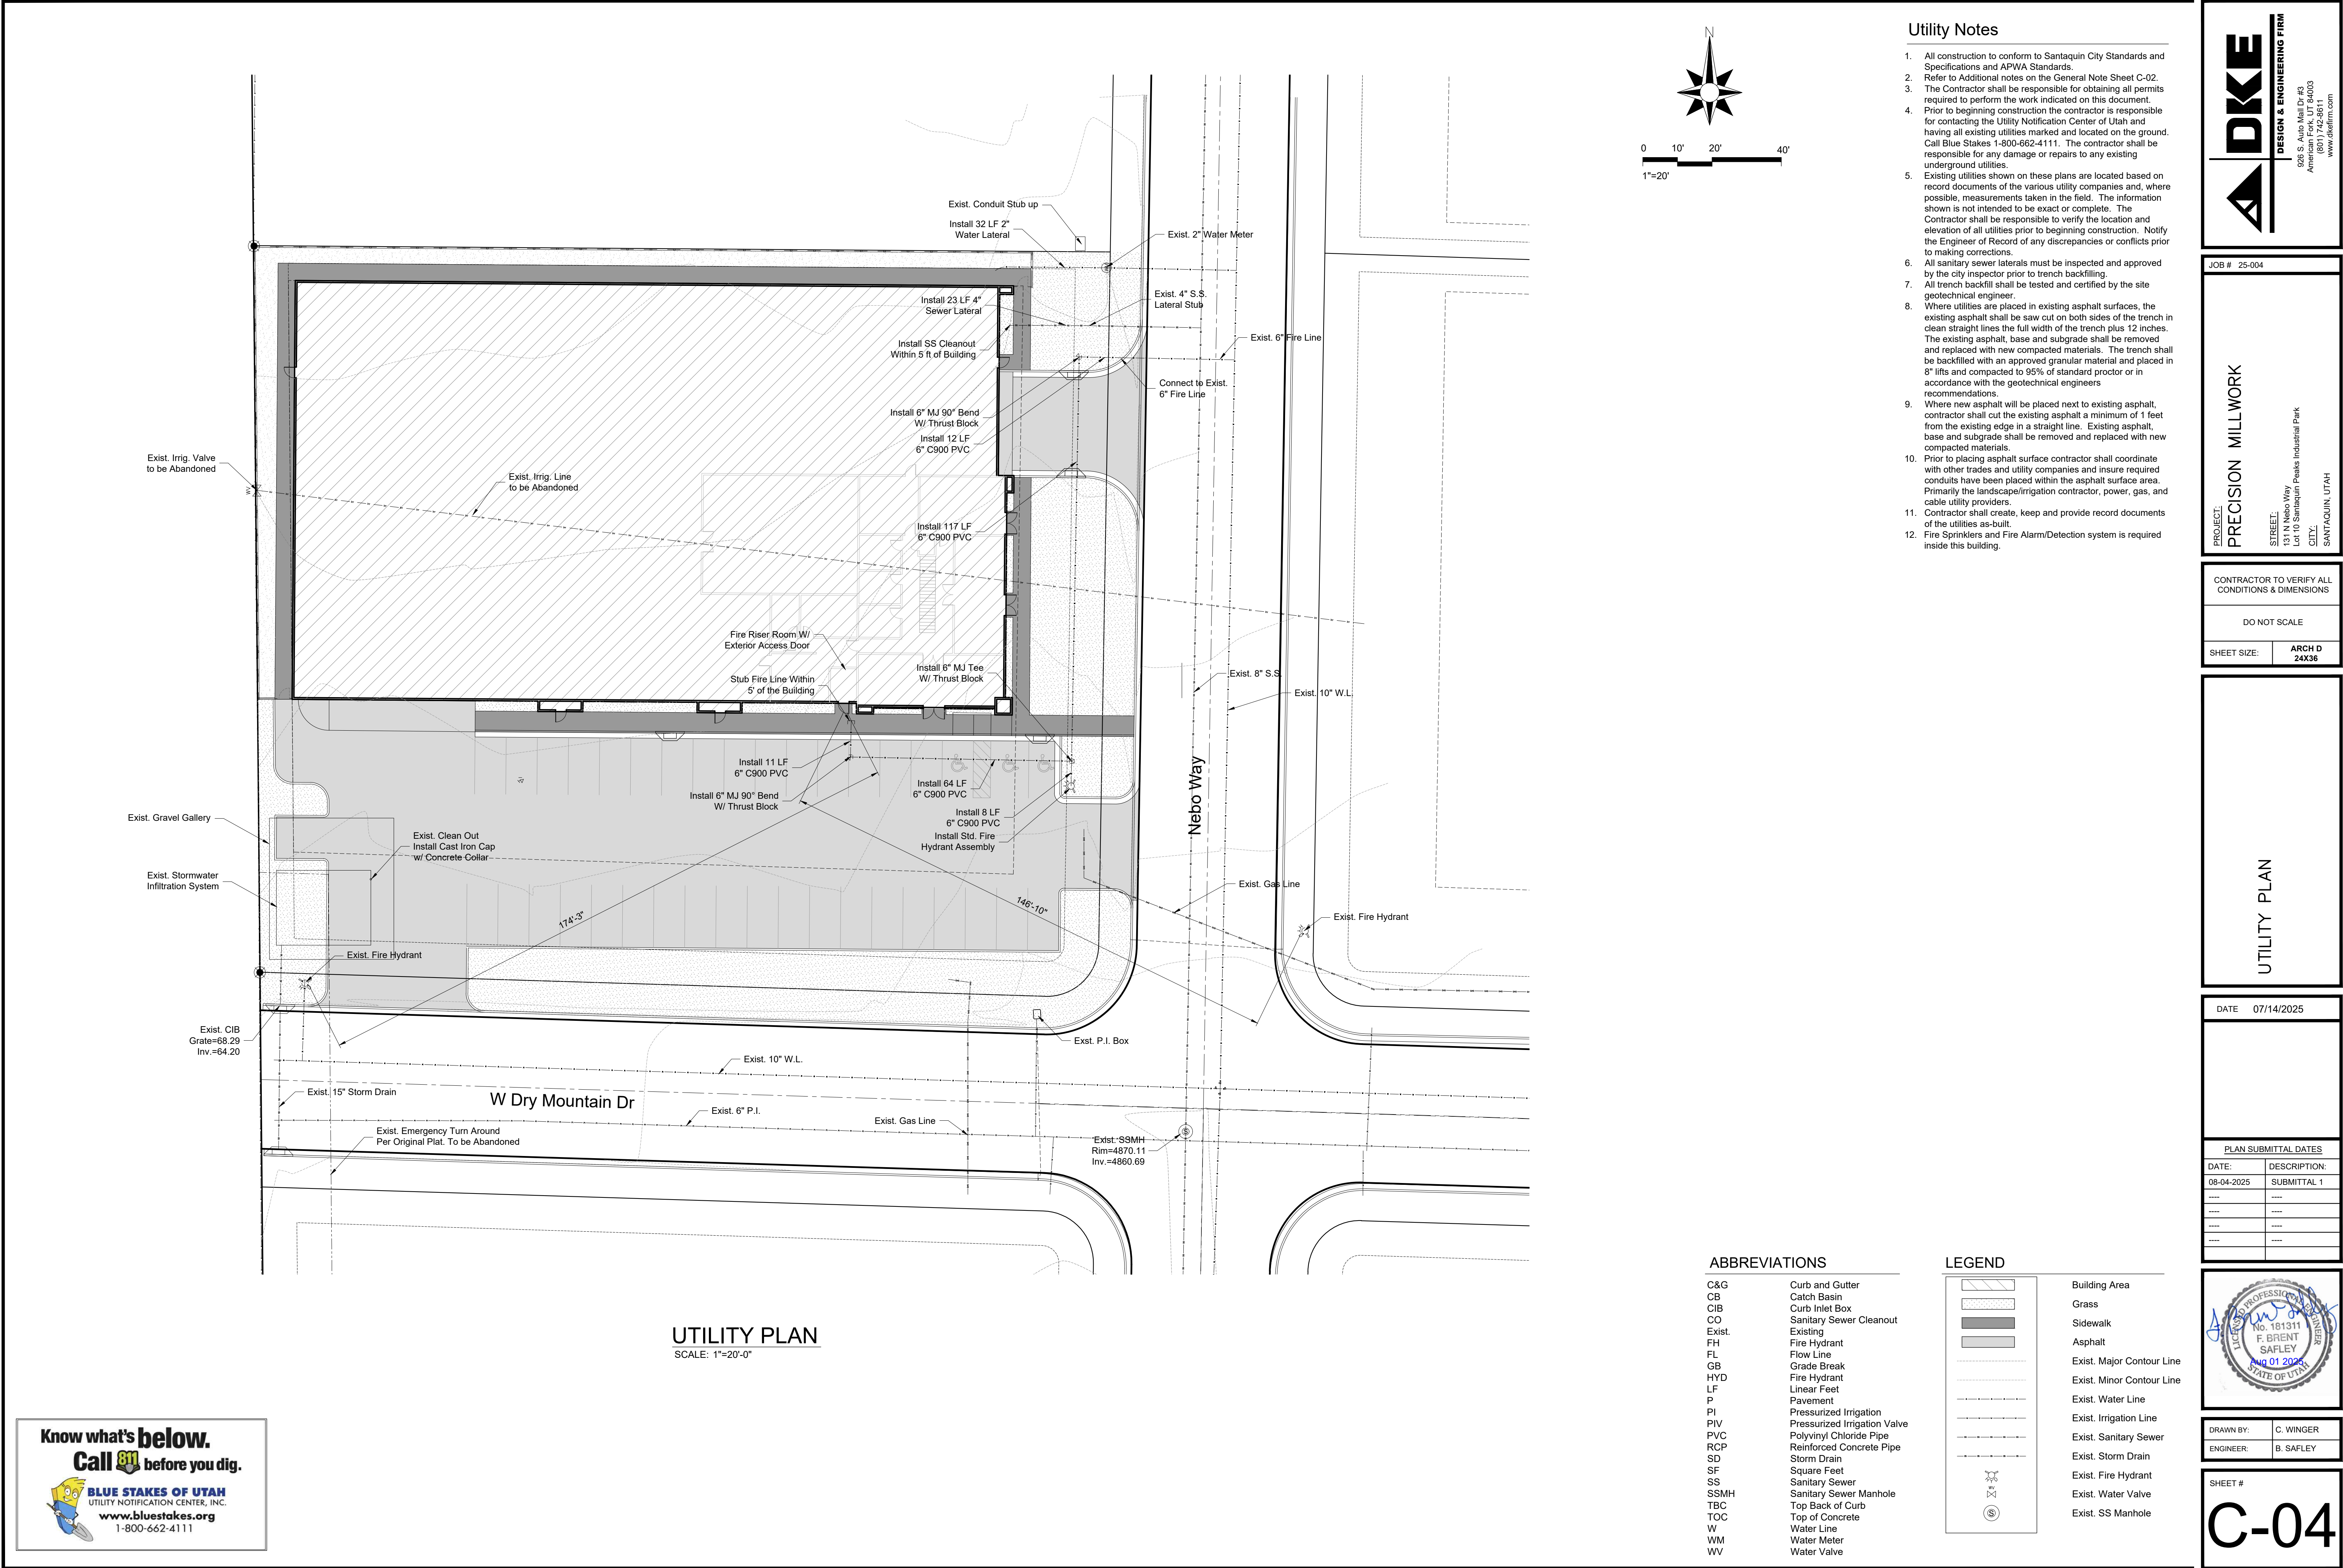 UTILITY PLAN
SCALE: 1"=20'-0"
N
0 10' 20' 40'
1"=20'
Exist. Conduit Stub up
Install 32 LF 2"
Water Lateral
Exist. 2" Water Meter
Install 23 LF 4"
Sewer Lateral
Exist. 4" S.S.
Lateral Stub
Install SS Cleanout
Within 5 ft of Building
Exist. 6" Fire Line
Connect to Exist.
6" Fire Line
Install 6" MJ 90° Bend
W/ Thrust Block
Install 12 LF
6" C900 PVC
Exist. Irrig. Valve
to be Abandoned
WV
Exist. Irrig. Line
to be Abandoned
Install 117 LF
6" C900 PVC
Fire Riser Room W/
Exterior Access Door
Install 6" MJ Tee
W/ Thrust Block
Stub Fire Line Within
5' of the Building
Exist. 8" S.S.
Exist. 10" W.L.
Install 11 LF
6" C900 PVC
Install 6" MJ 90° Bend
W/ Thrust Block
Install 64 LF
6" C900 PVC
Install 8 LF
6" C900 PVC
Install Std. Fire
Hydrant Assembly
Nebo Way
Exist. Gravel Gallery
Exist. Clean Out
Install Cast Iron Cap
w/ Concrete Collar
Exist. Stormwater
Infiltration System
174'-3"
146'-10"
Exist. Gas Line
Exist. Fire Hydrant
Exist. Fire Hydrant
Exist. CIB
Grate=68.29
Inv.=64.20
Exst. P.I. Box
Exist. 10" W.L.
Exist. 15" Storm Drain
W Dry Mountain Dr
Exist. 6" P.I.
Exist. Gas Line
Exist. Emergency Turn Around
Per Original Plat. To be Abandoned
Exist. SSMH
Rim=4870.11
Inv.=4860.69
S
Utility Notes
1. All construction to conform to Santaquin City Standards and
Specifications and APWA Standards.
2. Refer to Additional notes on the General Note Sheet C-02.
3. The Contractor shall be responsible for obtaining all permits
required to perform the work indicated on this document.
4. Prior to beginning construction the contractor is responsible
for contacting the Utility Notification Center of Utah and
having all existing utilities marked and located on the ground.
Call Blue Stakes 1-800-662-4111. The contractor shall be
responsible for any damage or repairs to any existing
underground utilities.
5. Existing utilities shown on these plans are located based on
record documents of the various utility companies and, where
possible, measurements taken in the field. The information
shown is not intended to be exact or complete. The
Contractor shall be responsible to verify the location and
elevation of all utilities prior to beginning construction. Notify
the Engineer of Record of any discrepancies or conflicts prior
to making corrections.
6. All sanitary sewer laterals must be inspected and approved
by the city inspector prior to trench backfilling.
7. All trench backfill shall be tested and certified by the site
geotechnical engineer.
8. Where utilities are placed in existing asphalt surfaces, the
existing asphalt shall be saw cut on both sides of the trench in
clean straight lines the full width of the trench plus 12 inches.
The existing asphalt, base and subgrade shall be removed
and replaced with new compacted materials. The trench shall
be backfilled with an approved granular material and placed in
8" lifts and compacted to 95% of standard proctor or in
accordance with the geotechnical engineers
recommendations.
9. Where new asphalt will be placed next to existing asphalt,
contractor shall cut the existing asphalt a minimum of 1 feet
from the existing edge in a straight line. Existing asphalt,
base and subgrade shall be removed and replaced with new
compacted materials.
10. Prior to placing asphalt surface contractor shall coordinate
with other trades and utility companies and insure required
conduits have been placed within the asphalt surface area.
Primarily the landscape/irrigation contractor, power, gas, and
cable utility providers.
11. Contractor shall create, keep and provide record documents
of the utilities as-built.
12. Fire Sprinklers and Fire Alarm/Detection system is required
inside this building.
ABBREVIATIONS
C&G Curb and Gutter
CB Catch Basin
CIB Curb Inlet Box
CO Sanitary Sewer Cleanout
Exist. Existing
FH Fire Hydrant
FL Flow Line
GB Grade Break
HYD Fire Hydrant
LF Linear Feet
P Pavement
PI Pressurized Irrigation
PIV Pressurized Irrigation Valve
PVC Polyvinyl Chloride Pipe
RCP Reinforced Concrete Pipe
SD Storm Drain
SF Square Feet
SS Sanitary Sewer
SSMH Sanitary Sewer Manhole
TBC Top Back of Curb
TOC Top of Concrete
W Water Line
WM Water Meter
WV Water Valve
LEGEND
Building Area
Grass
Sidewalk
Asphalt
Exist. Major Contour Line
Exist. Minor Contour Line
Exist. Water Line
Exist. Irrigation Line
Exist. Sanitary Sewer
Exist. Storm Drain
Exist. Fire Hydrant
WV
Exist. Water Valve
S Exist. SS Manhole
Know what's below.
Call 811 before you dig.
BLUE STAKES OF UTAH
UTILITY NOTIFICATION CENTER, INC.
www.bluestakes.org
1-800-662-4111
DKE
DESIGN & ENGINEERING FIRM
926 S. Auto Mall Dr #3
American Fork, UT 84003
(801) 742-8611
www.dkefirm.com
JOB # 25-004
PROJECT:
PRECISION MILLWORK
STREET:
131 N Nebo Way
Lot 10 Santaquin Peaks Industrial Park
CITY:
SANTAQUIN, UTAH
CONTRACTOR TO VERIFY ALL
CONDITIONS & DIMENSIONS
DO NOT SCALE
SHEET SIZE: ARCH D
24X36
UTILITY PLAN
DATE 07/14/2025
PLAN SUBMITTAL DATES
DATE: DESCRIPTION:
08-04-2025 SUBMITTAL 1
---- ----
---- ----
---- ----
---- ----
LICENSED PROFESSIONAL ENGINEER
No. 181311
F. BRENT
SAFLEY
Aug 01 2025
STATE OF UTAH
DRAWN BY: C. WINGER
ENGINEER: B. SAFLEY
SHEET #
C-04